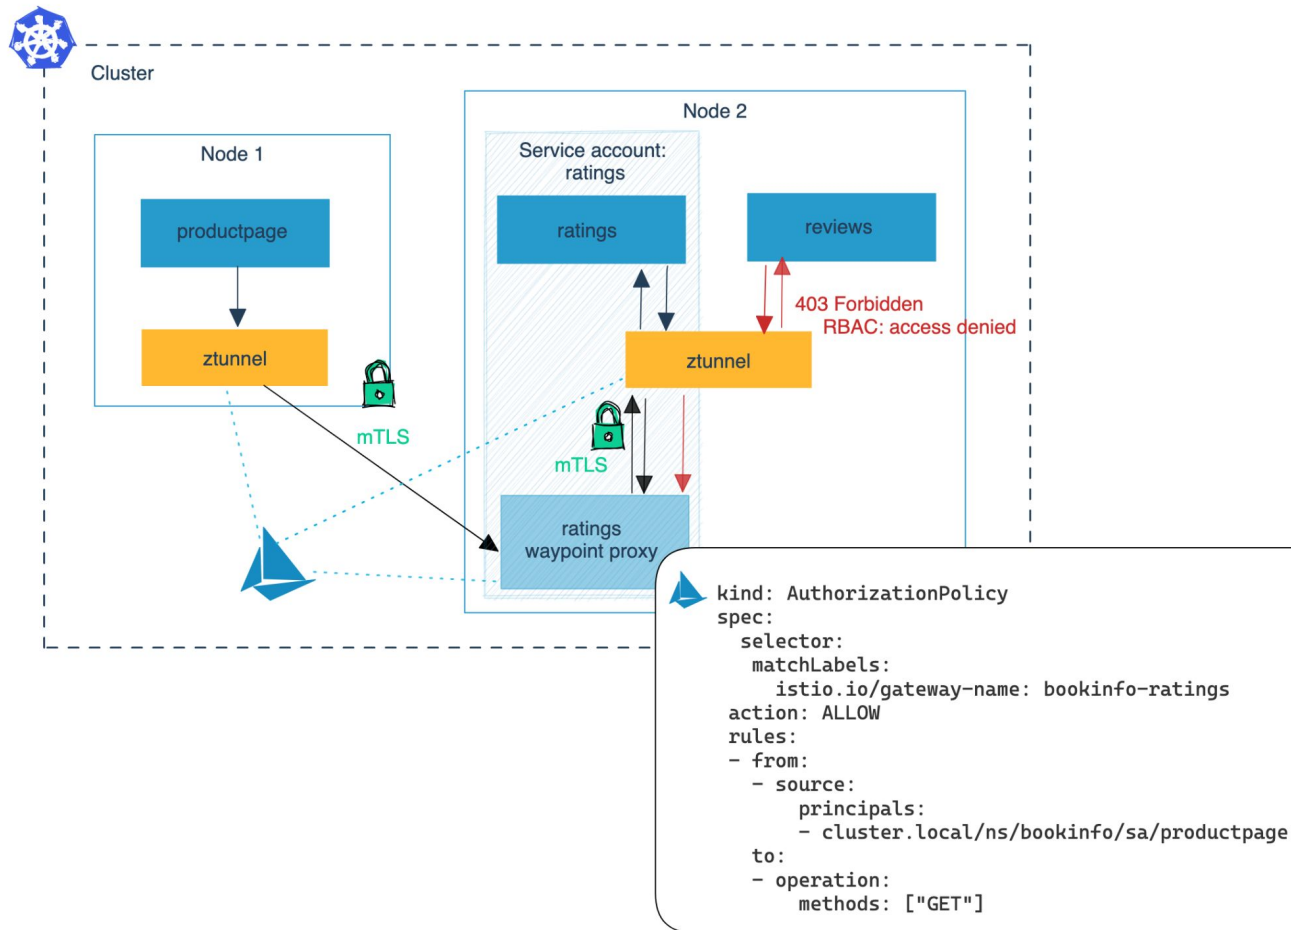 Cluster
Node 1
productpage
ztunnel
mTLS
Node 2
Service account:
ratings
ratings
reviews
403 Forbidden
RBAC: access denied
ztunnel
mTLS
ratings
waypoint proxy
kind: AuthorizationPolicy
spec:
selector:
matchLabels:
istio.io/gateway-name: bookinfo-ratings
action: ALLOW
rules:
- from:
- source:
principals:
- cluster.local/ns/bookinfo/sa/productpage
to:
- operation:
methods: ["GET"]